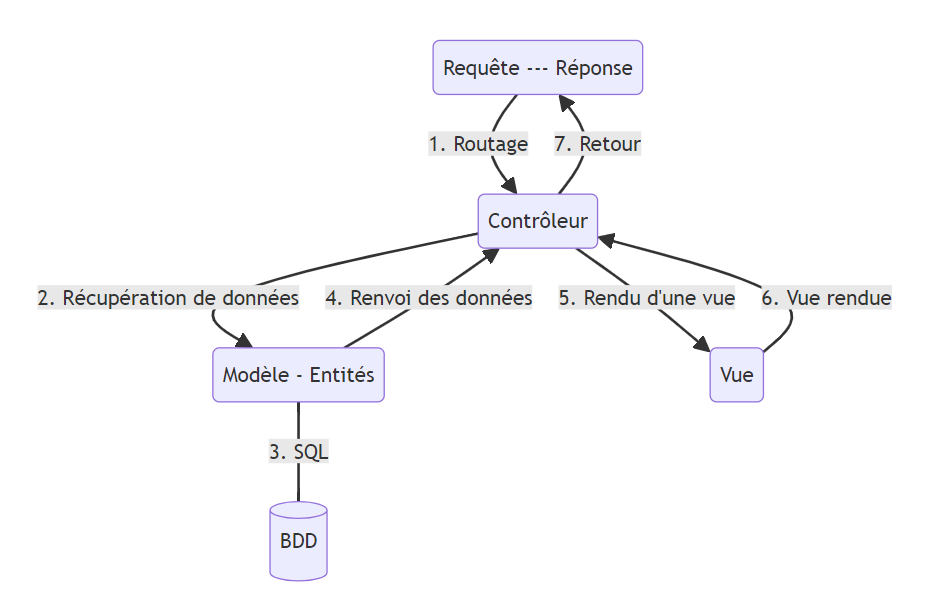 Requête --- Réponse
1. Routage
7. Retour
Contrôleur
2. Récupération de données
4. Renvoi des données
5. Rendu d'une vue
6. Vue rendue
Modèle - Entités
Vue
3. SQL
BDD